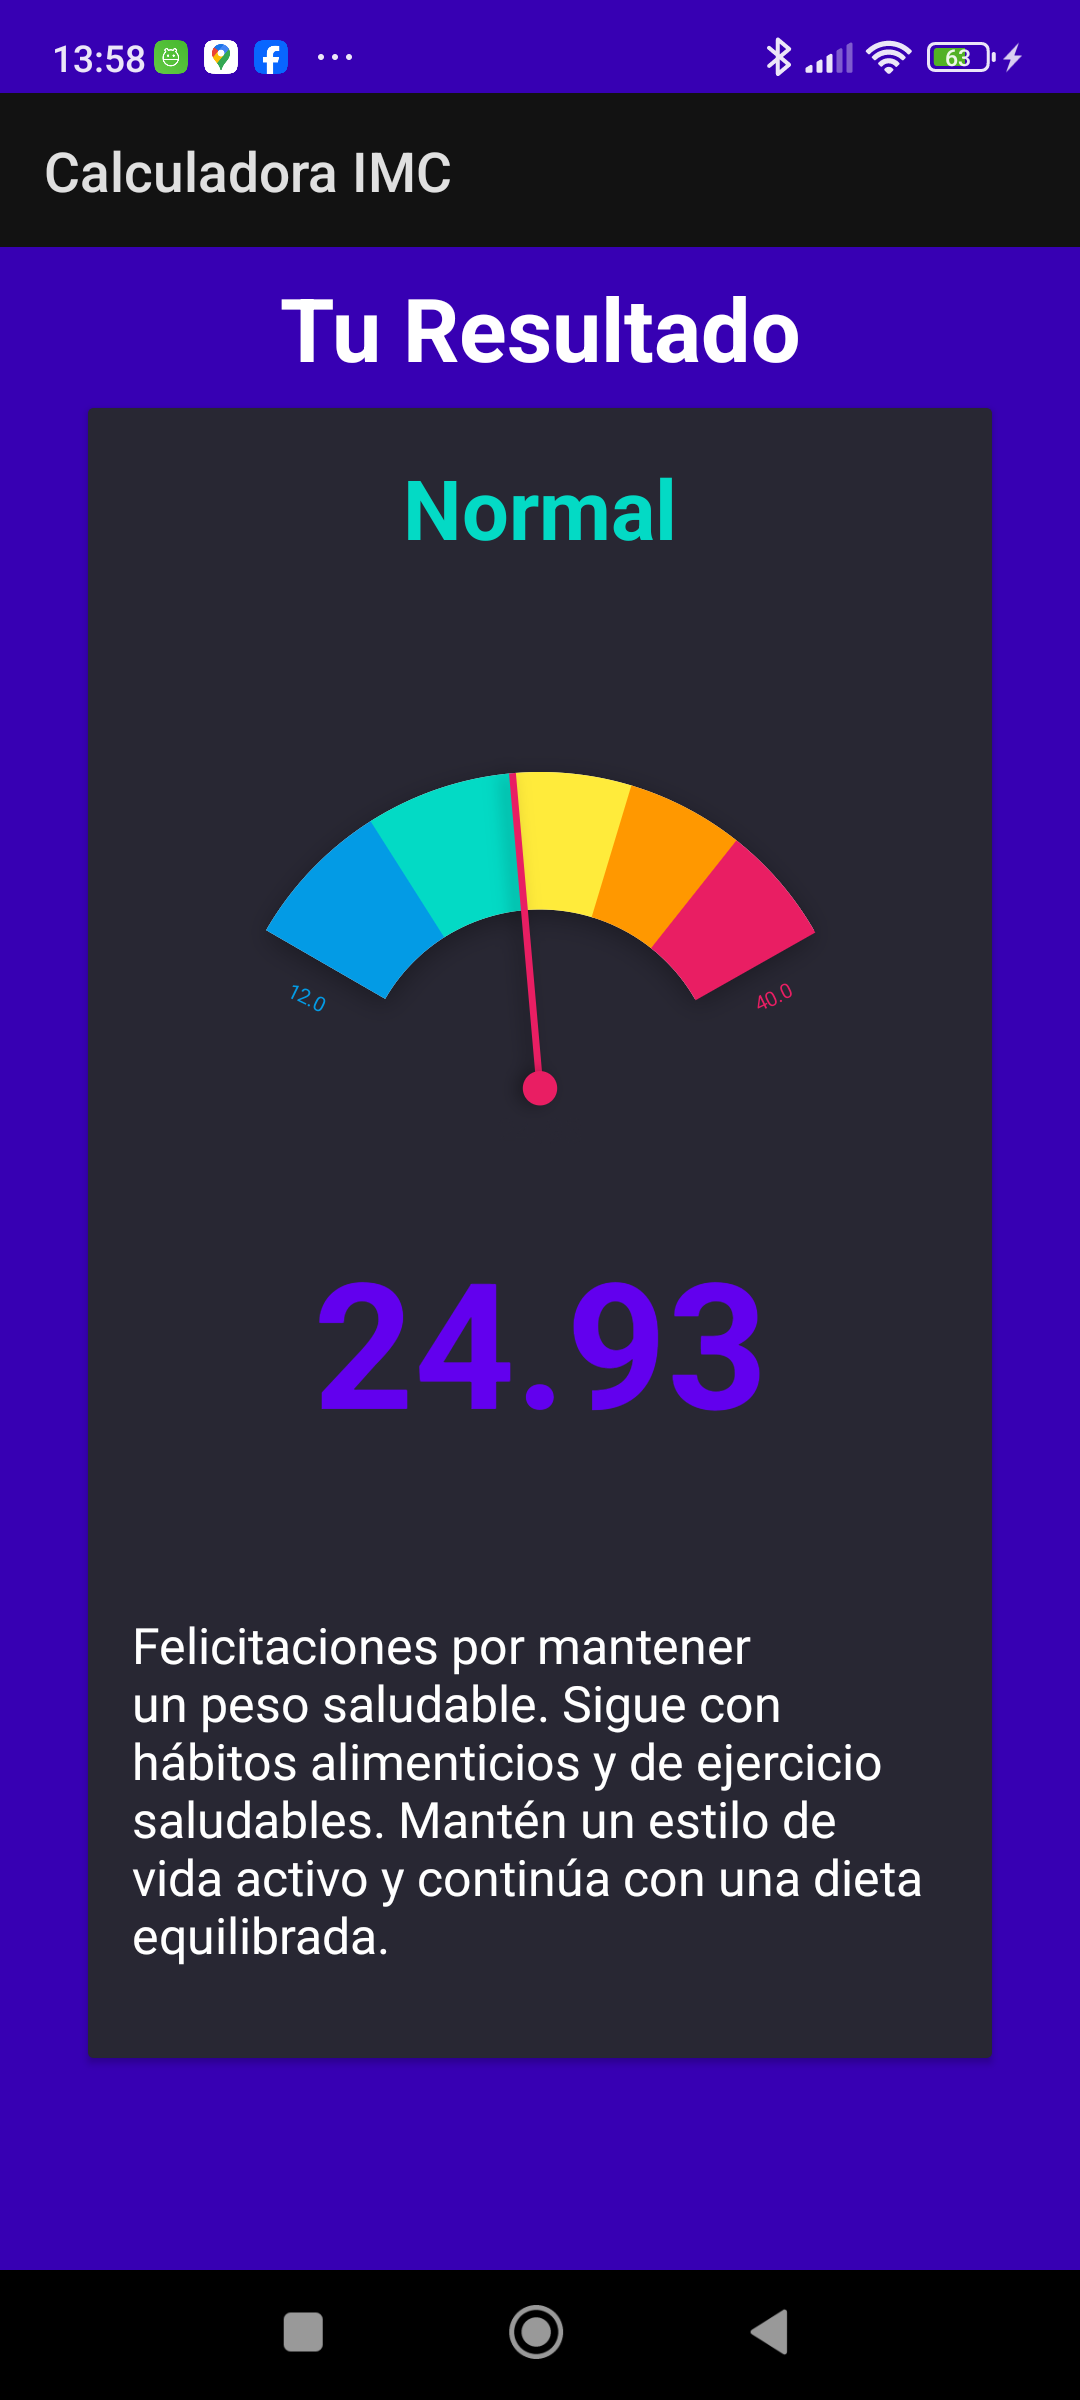 13:58
63
Calculadora IMC
Tu Resultado
Normal
12.0
40.0
24.93
Felicitaciones por mantener
un peso saludable. Sigue con
hábitos alimenticios y de ejercicio
saludables. Mantén un estilo de
vida activo y continúa con una dieta
equilibrada.